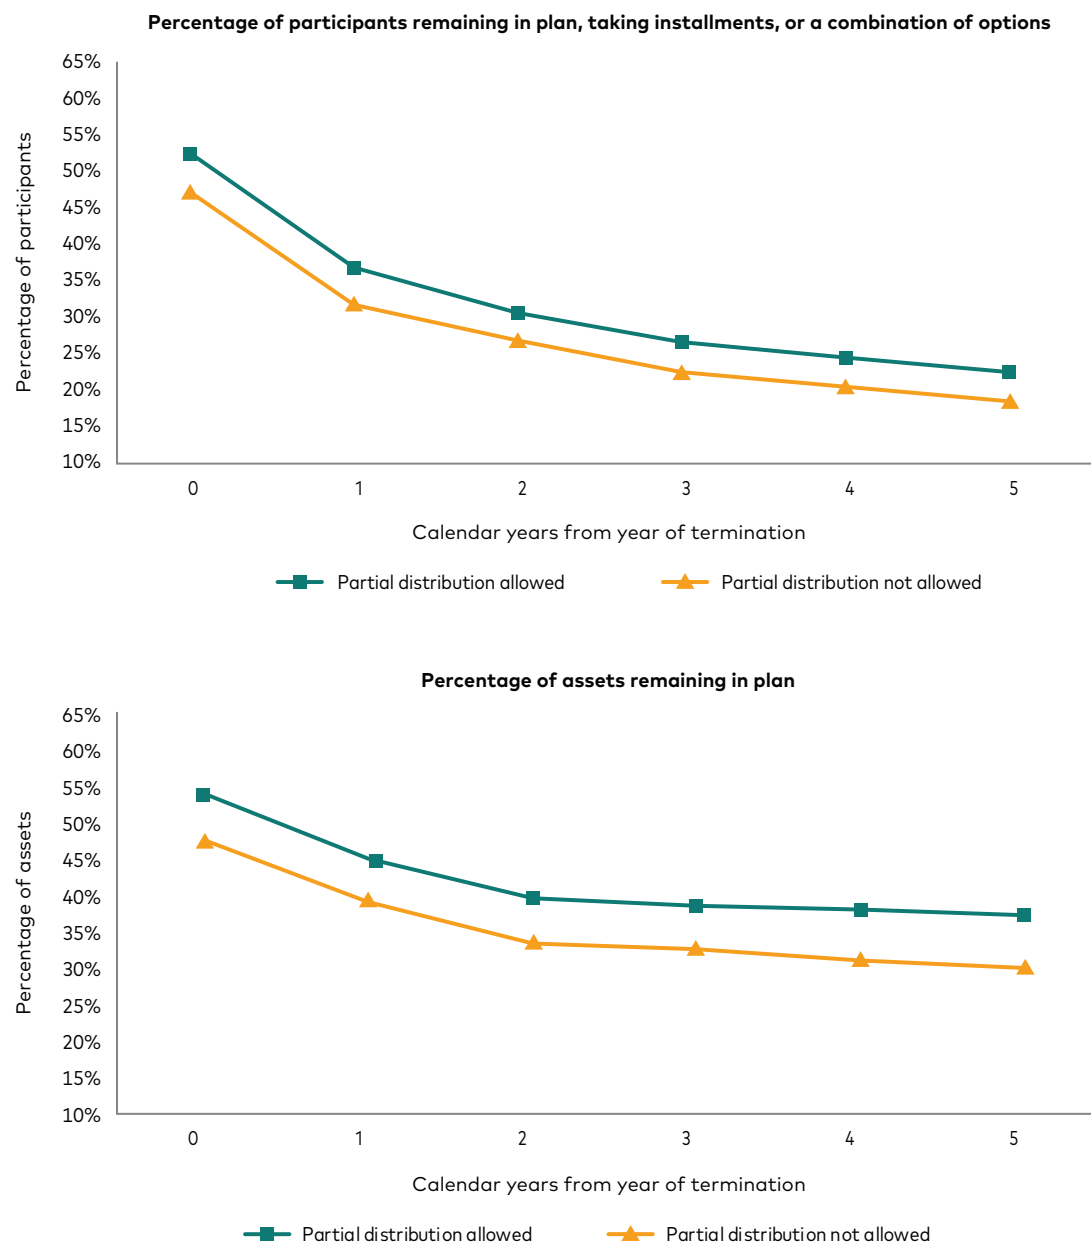 Percentage of participants remaining in plan, taking installments, or a combination of options
65%
60%
55%
50%
45%
40%
35%
30%
25%
20%
15%
10%
Percentage of participants
0 1 2 3 4 5
Calendar years from year of termination
Partial distribution allowed Partial distribution not allowed
Percentage of assets remaining in plan
65%
60%
55%
50%
45%
40%
35%
30%
25%
20%
15%
10%
Percentage of assets
0 1 2 3 4 5
Calendar years from year of termination
Partial distribution allowed Partial distribution not allowed